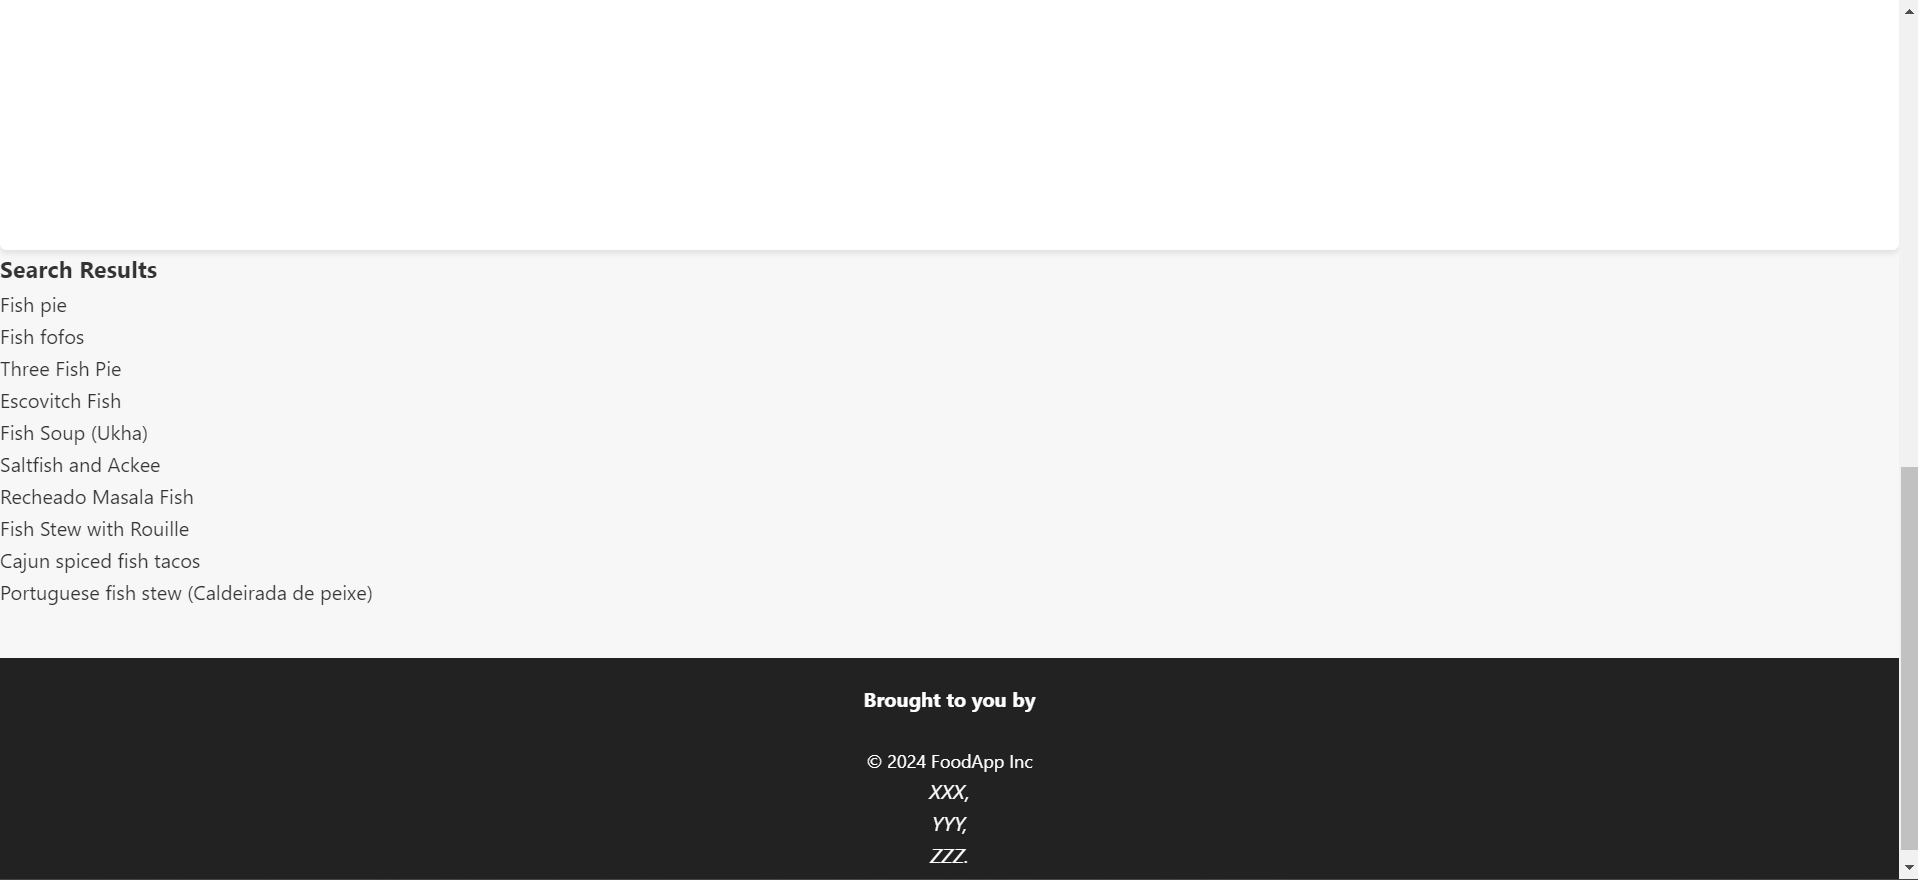 Search Results
Fish pie
Fish fofos
Three Fish Pie
Escovitch Fish
Fish Soup (Ukha)
Saltfish and Ackee
Recheado Masala Fish
Fish Stew with Rouille
Cajun spiced fish tacos
Portuguese fish stew (Caldeirada de peixe)
Brought to you by
© 2024 FoodApp Inc
XXX,
YYY,
ZZZ.